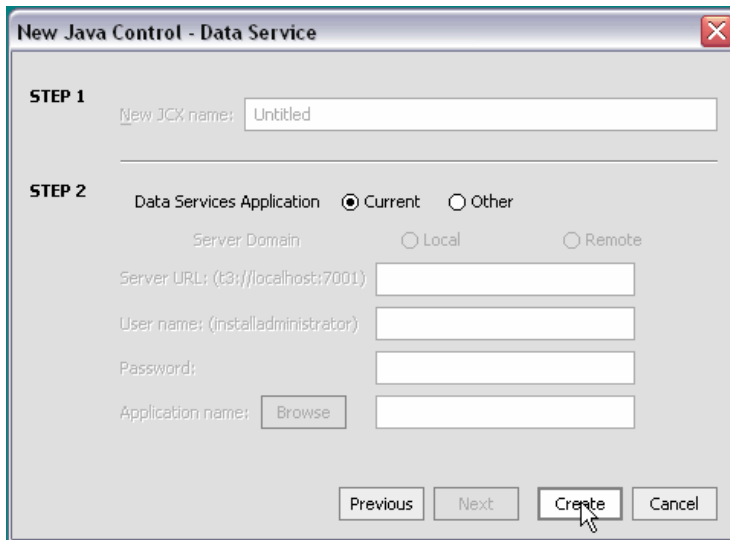 New Java Control - Data Service
STEP 1
New JCX name: Untitled
STEP 2
Data Services Application Current Other
Server Domain Local Remote
Server URL: (t3://localhost:7001)
User name: (installadministrator)
Password:
Application name: Browse
Previous Next Create Cancel